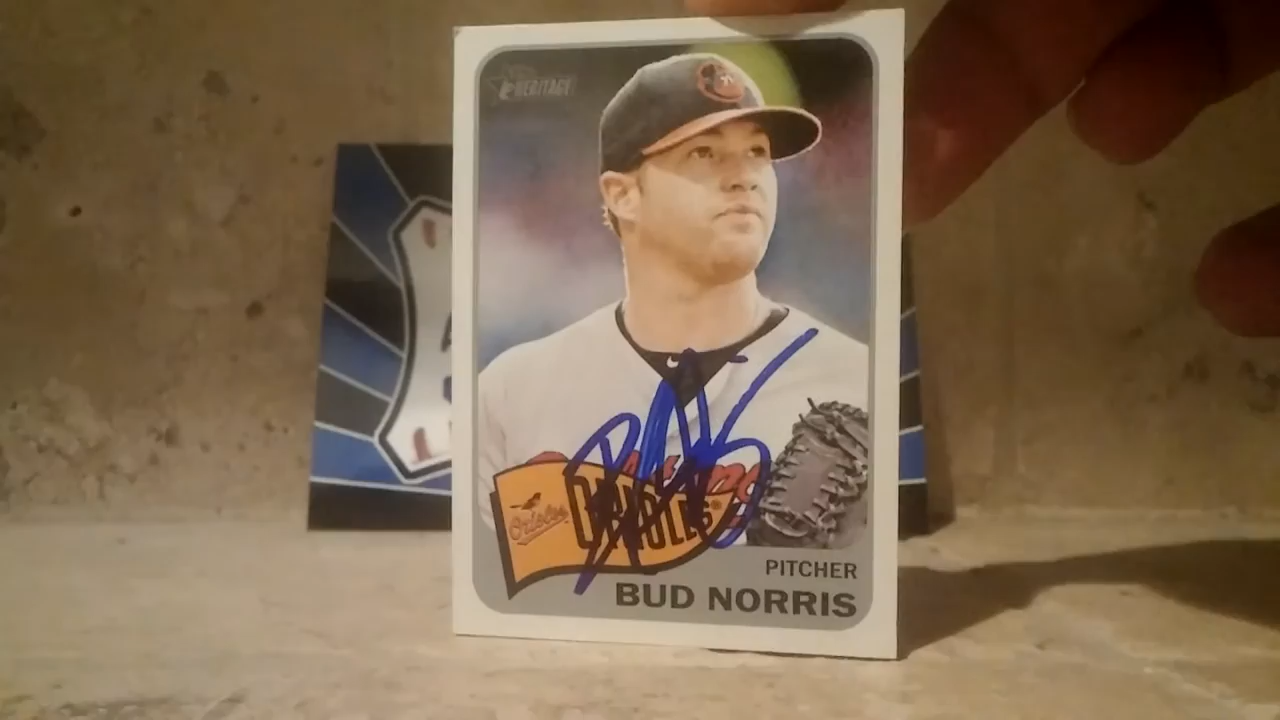 HERITAGE
Orioles
ORIOLES
PITCHER
BUD NORRIS